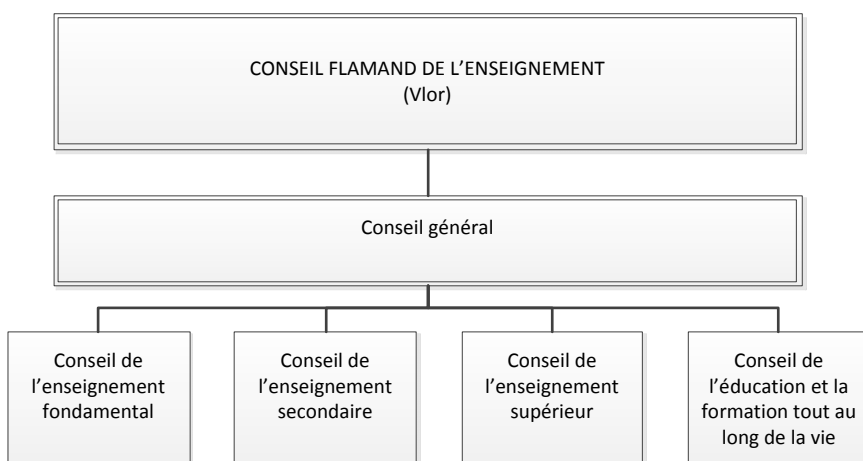 CONSEIL FLAMAND DE L’ENSEIGNEMENT
(Vlor)
Conseil général
Conseil de
l’enseignement
fondamental
Conseil de
l’enseignement
secondaire
Conseil de
l’enseignement
supérieur
Conseil de
l’éducation et la
formation tout au
long de la vie